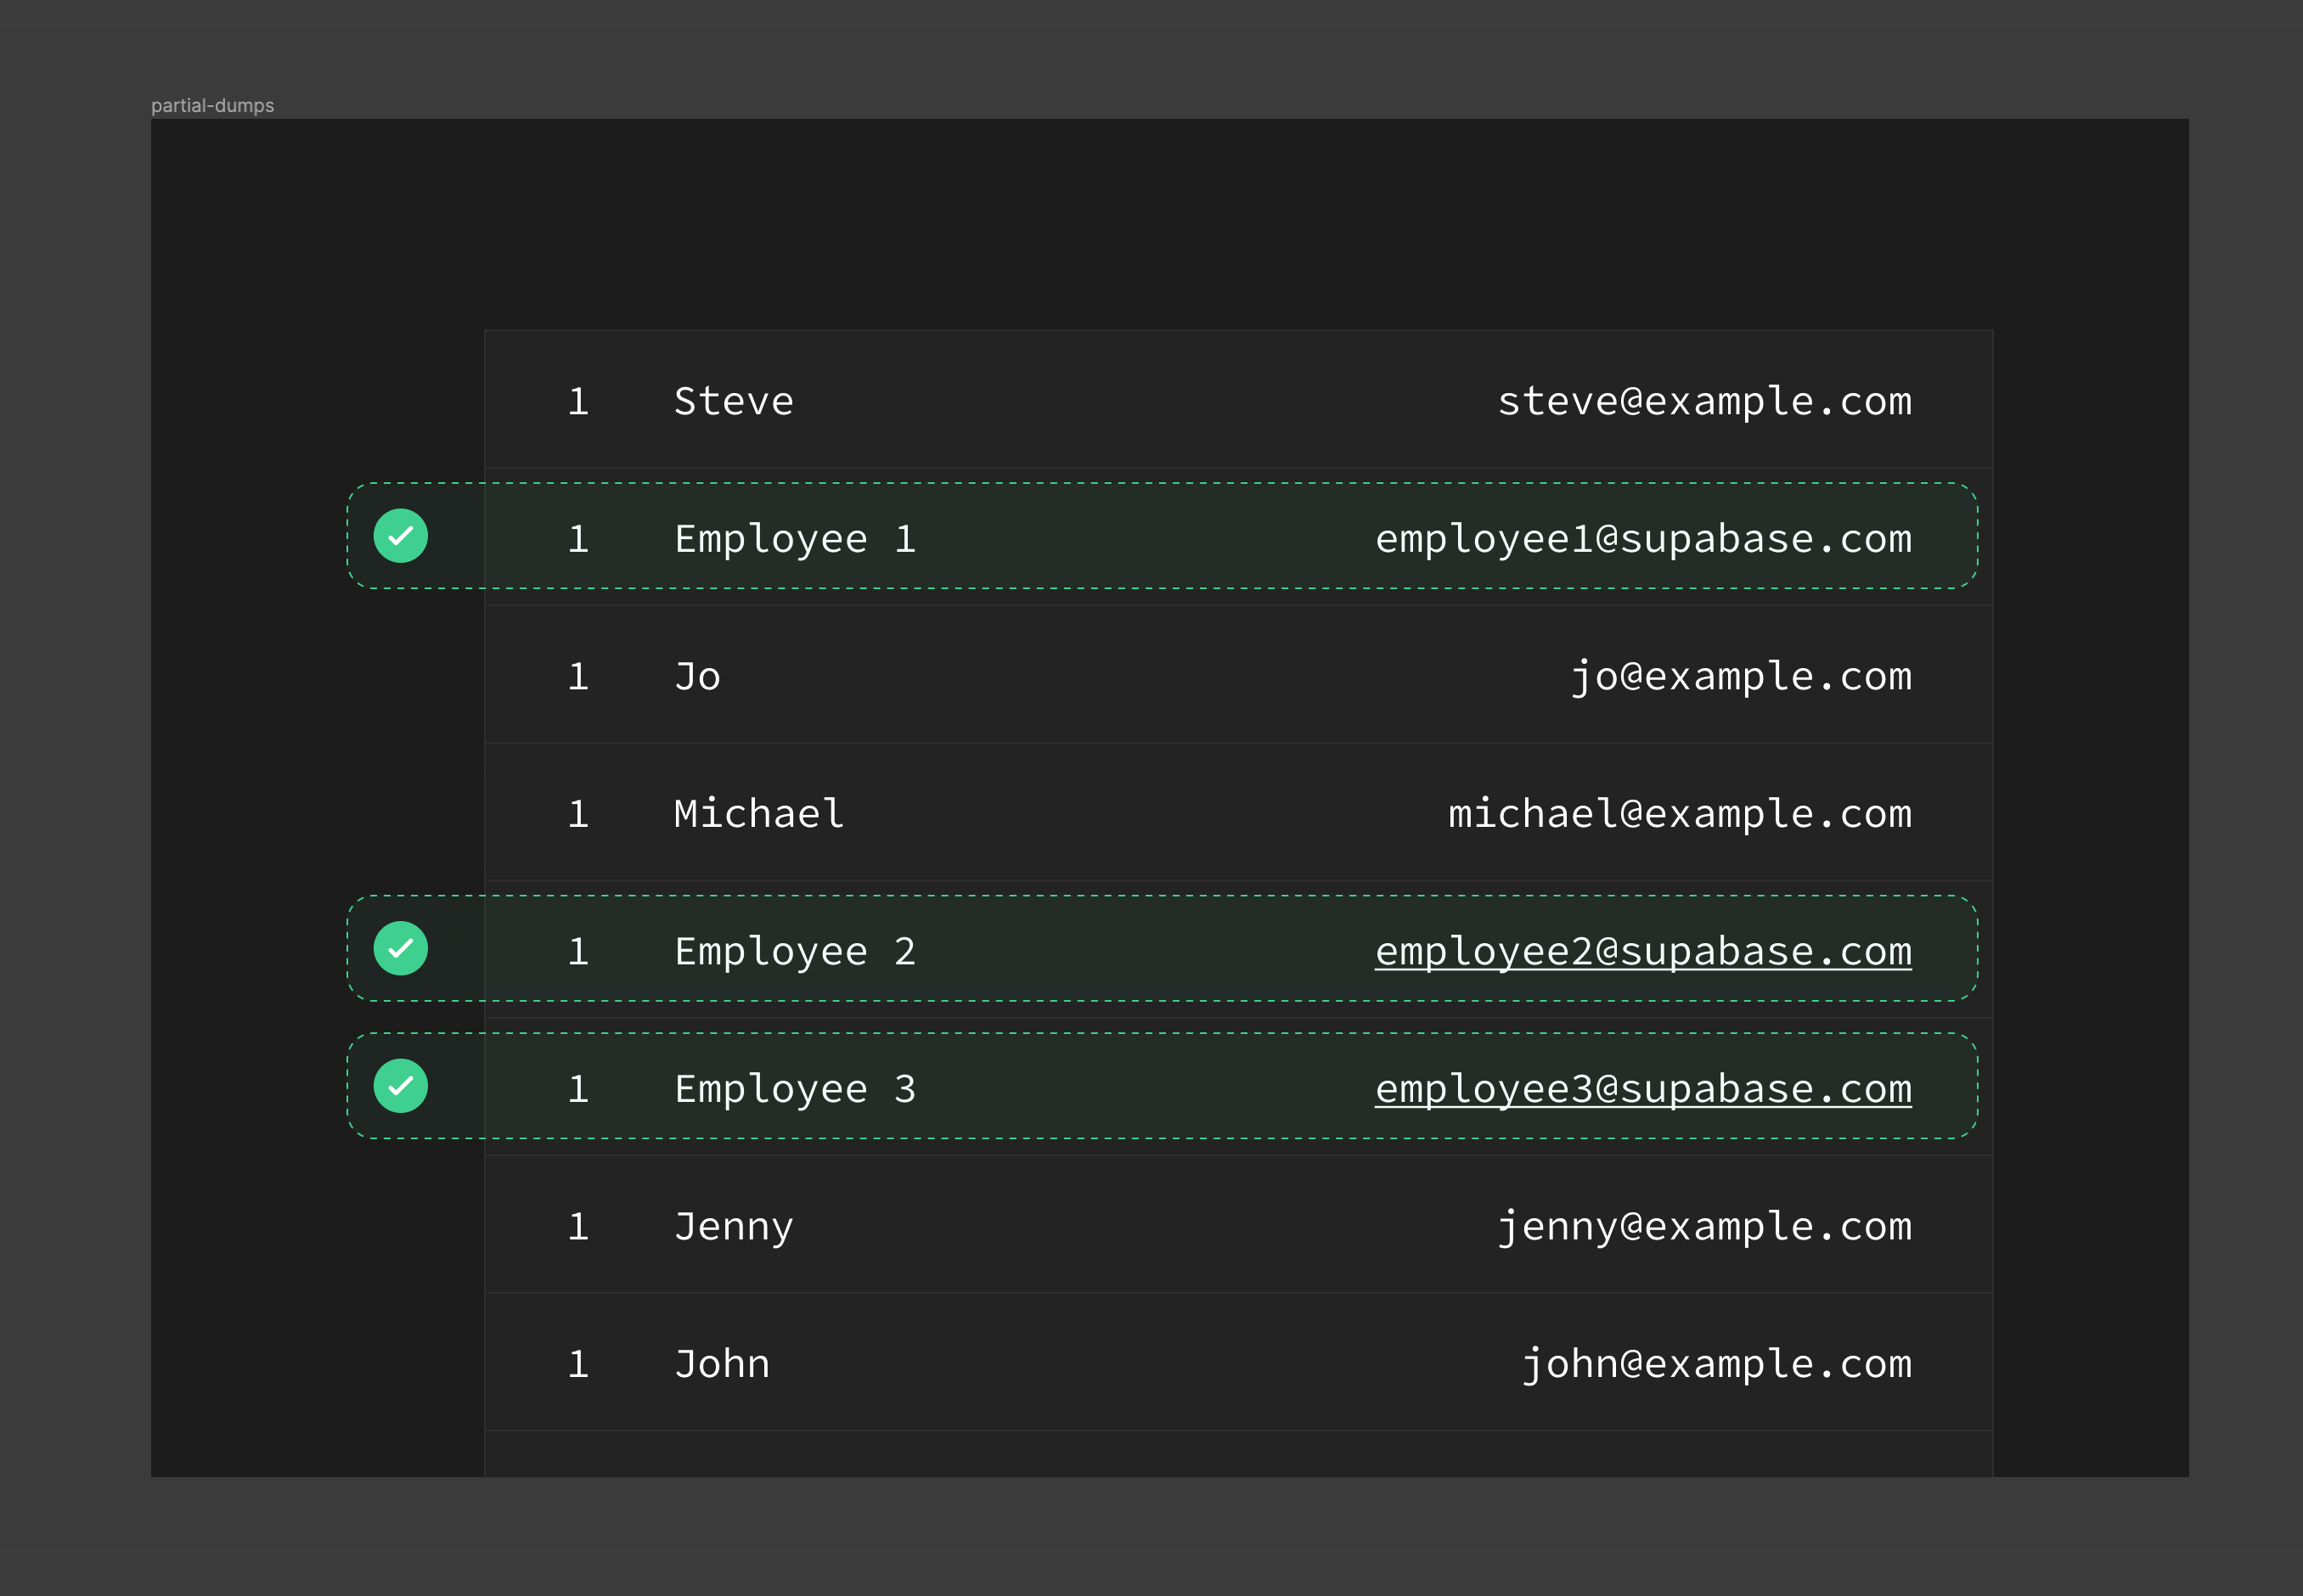 partial-dumps
1 Steve steve@example.com
1 Employee 1 employee1@supabase.com
1 Jo jo@example.com
1 Michael michael@example.com
1 Employee 2 employee2@supabase.com
1 Employee 3 employee3@supabase.com
1 Jenny jenny@example.com
1 John john@example.com